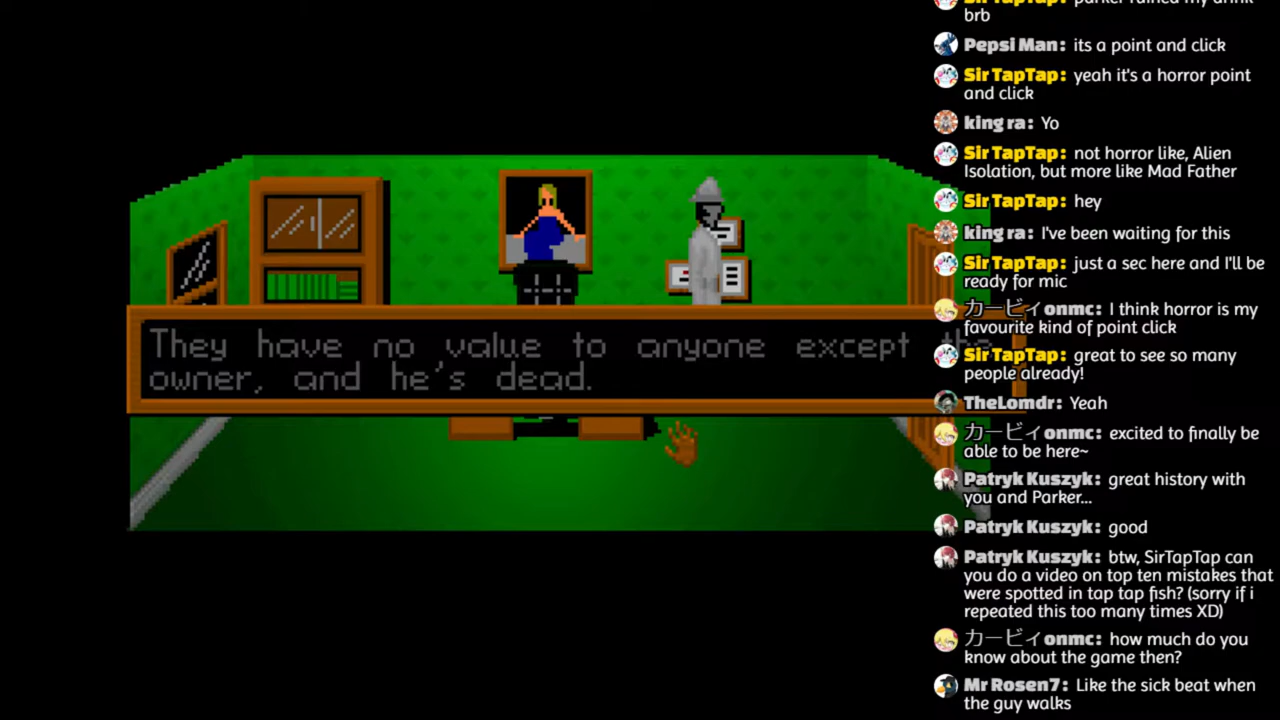 SirTapTap: parker ruined my drink
brb
Pepsi Man: its a point and click
SirTapTap: yeah it's a horror point
and click
king ra: Yo
SirTapTap: not horror like, Alien
Isolation, but more like Mad Father
SirTapTap: hey
king ra: I've been waiting for this
SirTapTap: just a sec here and I'll be
ready for mic
カービィonmc: I think horror is my
favourite kind of point click
SirTapTap: great to see so many
people already!
TheLomdr: Yeah
カービィonmc: excited to finally be
able to be here~
Patryk Kuszyk: great history with
you and Parker...
Patryk Kuszyk: good
Patryk Kuszyk: btw, SirTapTap can
you do a video on top ten mistakes that
were spotted in tap tap fish? (sorry if i
repeated this too many times XD)
カービィonmc: how much do you
know about the game then?
Mr Rosen7: Like the sick beat when
the guy walks
They have no value to anyone except the
owner, and he's dead.